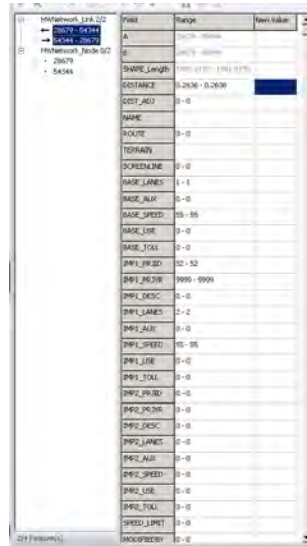 HWNetwork_Link 2/2
28679 - 54344
54344 - 28679
HWNetwork_Node 0/2
28679
54344
Field Range New Value
A
B
SHAPE_Length
DISTANCE 0.2636 - 0.2636
DIST_ADJ 0 - 0
NAME
ROUTE 0 - 0
TERRAIN
SCREENLINE 0 - 0
BASE_LANES 1 - 1
BASE_AUX 0 - 0
BASE_SPEED 55 - 55
BASE_USE 0 - 0
BASE_TOLL 0 - 0
IMP1_PRJID 52 - 52
IMP1_PRJYR 9999 - 9999
IMP1_DESC 0 - 0
IMP1_LANES 2 - 2
IMP1_AUX 0 - 0
IMP1_SPEED 55 - 55
IMP1_USE 0 - 0
IMP1_TOLL 0 - 0
IMP2_PRJID 0 - 0
IMP2_PRJYR 0 - 0
IMP2_DESC 0 - 0
IMP2_LANES 0 - 0
IMP2_AUX 0 - 0
IMP2_SPEED 0 - 0
IMP2_USE 0 - 0
IMP2_TOLL 0 - 0
SPEED_LIMIT 0 - 0
MODIFIEDBY 0 - 0